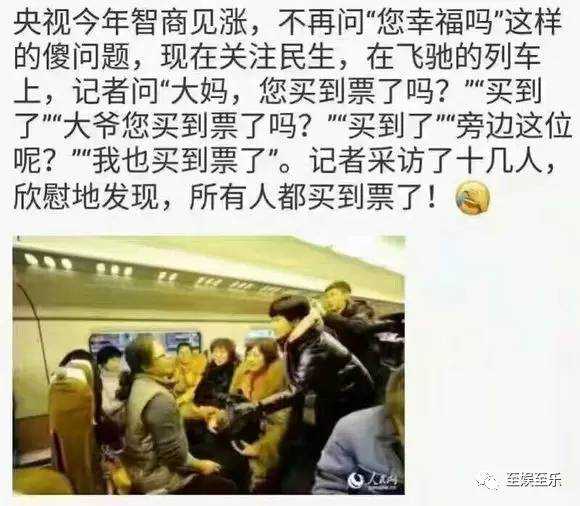 央视今年智商见涨，不再问“您幸福吗”这样
的傻问题，现在关注民生，在飞驰的列车
上，记者问“大妈，您买到票了吗？”“买到
了”“大爷您买到票了吗？”“买到了”“旁边这位
呢？”“我也买到票了”。记者采访了十几人，
欣慰地发现，所有人都买到票了！
人民网
至娱至乐